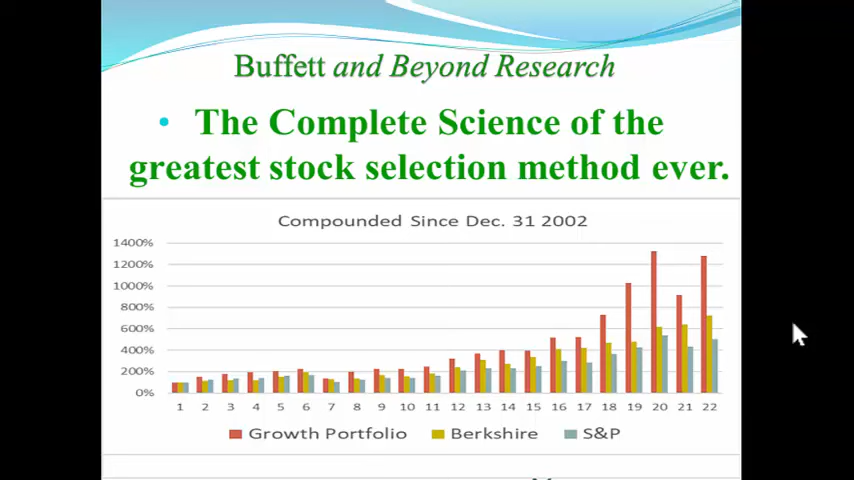 Buffett and Beyond Research
• The Complete Science of the
greatest stock selection method ever.
Compounded Since Dec. 31 2002
1400%
1200%
1000%
800%
600%
400%
200%
0%
1 2 3 4 5 6 7 8 9 10 11 12 13 14 15 16 17 18 19 20 21 22
Growth Portfolio Berkshire S&P